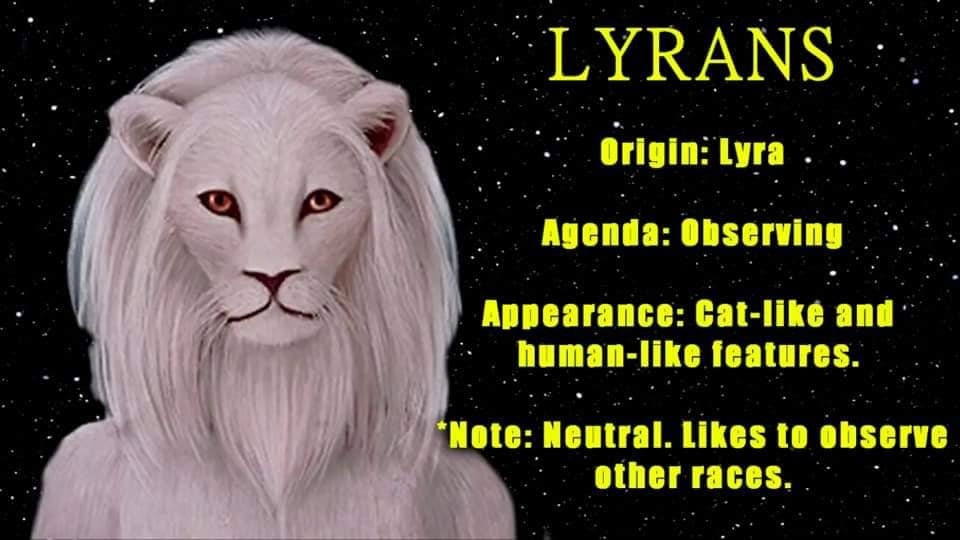 LYRANS
Origin: Lyra
Agenda: Observing
Appearance: Cat-like and
human-like features.
*Note: Neutral. Likes to observe
other races.